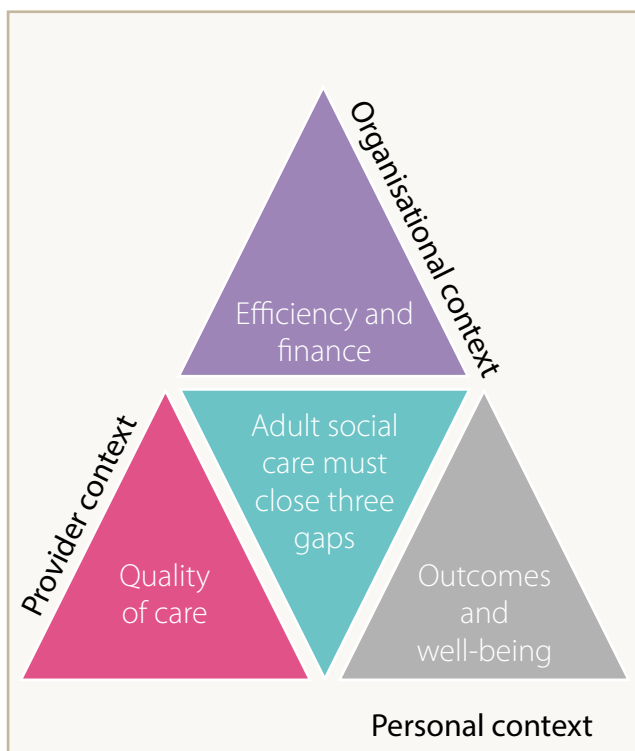 Organisational context
Efficiency and
finance
Provider context
Adult social
care must
close three
gaps
Quality
of care
Outcomes
and
well-being
Personal context